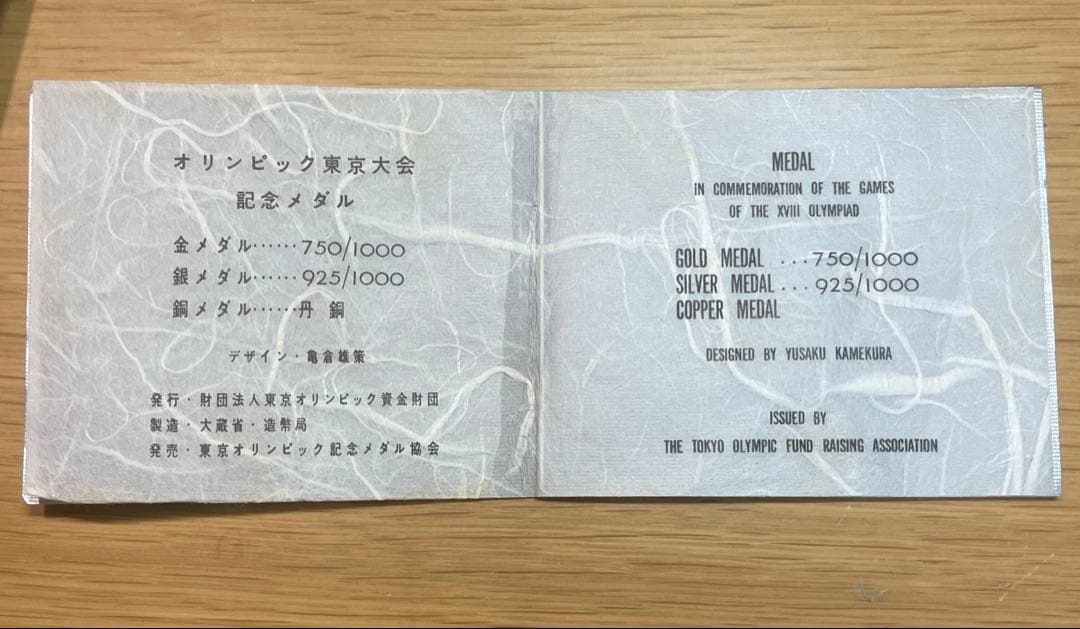 オリンピック東京大会
記念メダル
金メダル‥‥‥750/1000
銀メダル‥‥‥925/1000
銅メダル‥‥‥丹 銅
デザイン・亀倉雄策
発行・財団法人東京オリンピック資金財団
製造・大蔵省・造幣局
発売・東京オリンピック記念メダル協会
MEDAL
IN COMMEMORATION OF THE GAMES
OF THE XVIII OLYMPIAD
GOLD MEDAL ...750/1000
SILVER MEDAL ...925/1000
COPPER MEDAL
DESIGNED BY YUSAKU KAMEKURA
ISSUED BY
THE TOKYO OLYMPIC FUND RAISING ASSOCIATION